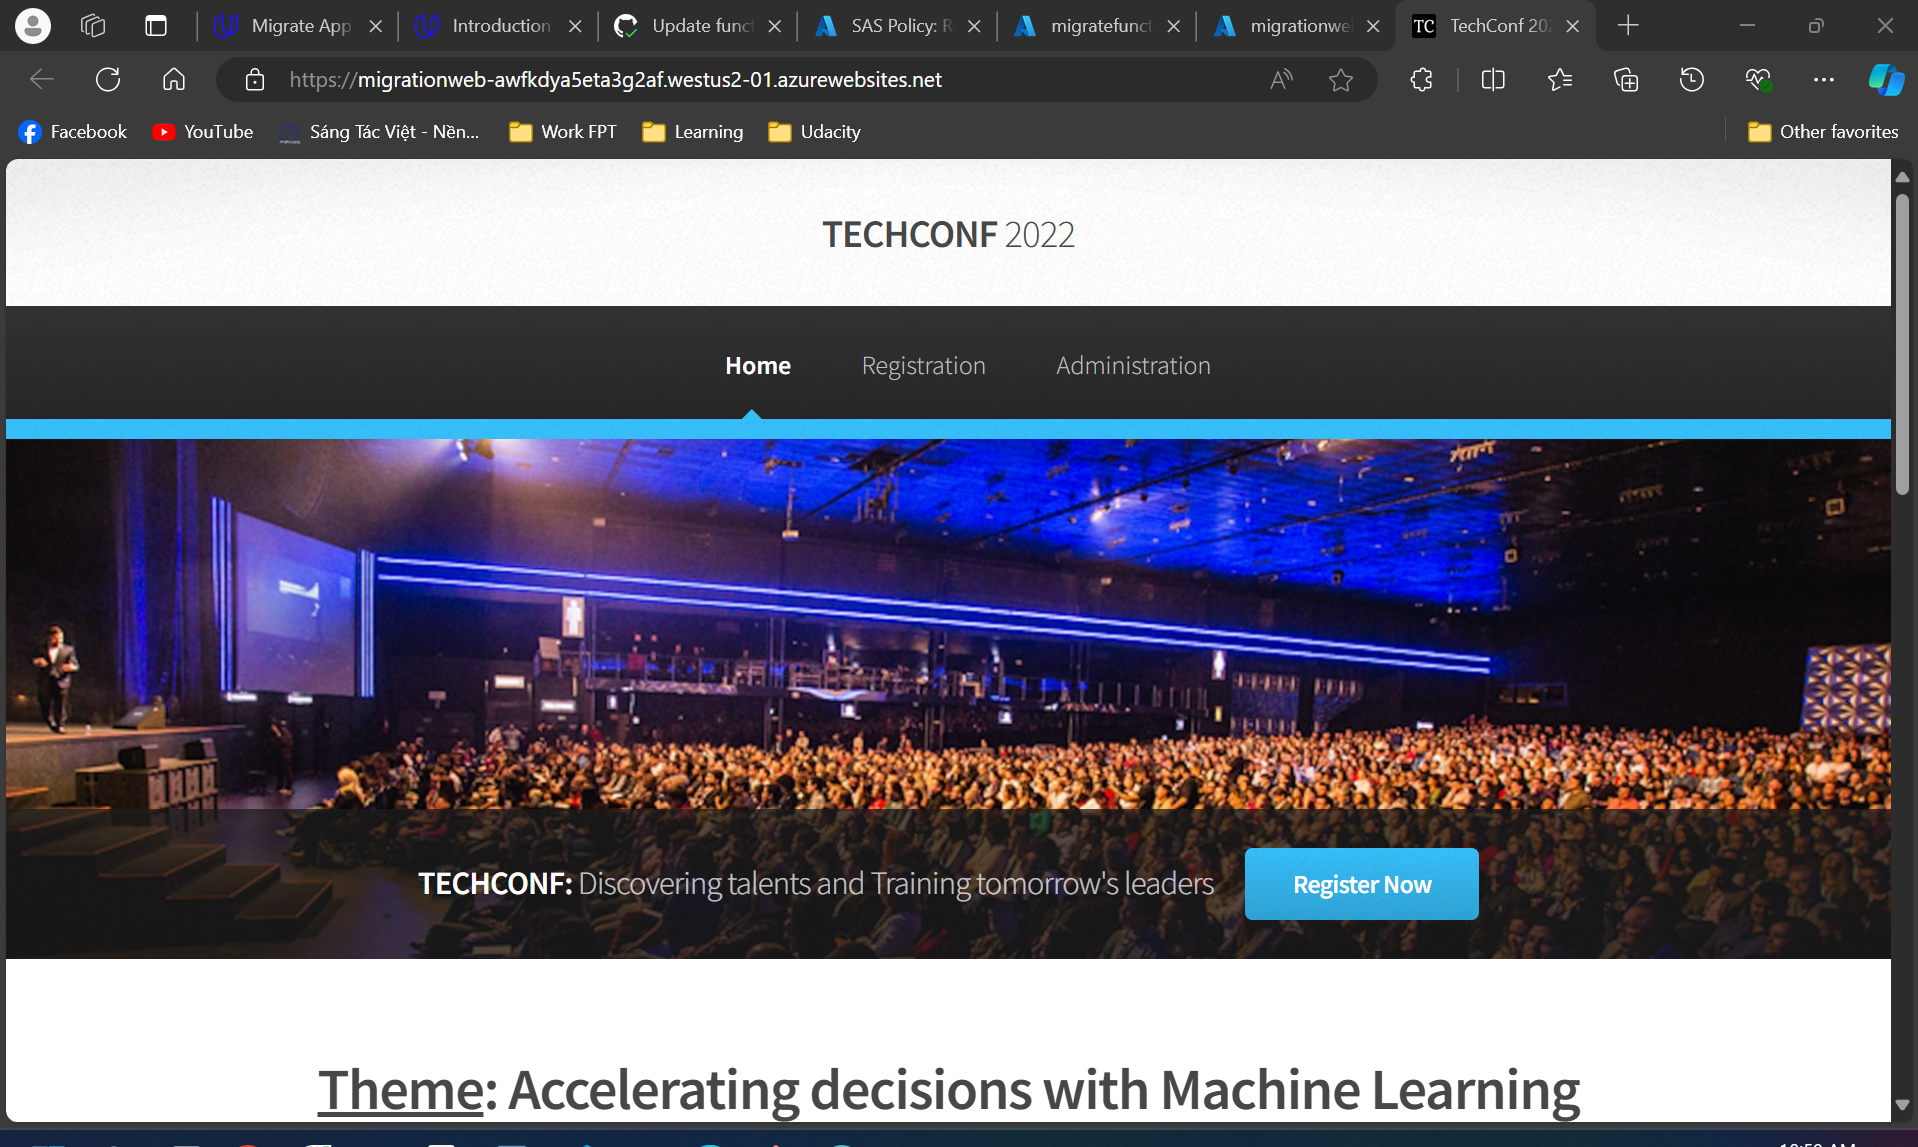 Migrate App
Introduction
Update funct
SAS Policy: R
migratefunct
migrationwe
TC TechConf 202
https://migrationweb-awfkdya5eta3g2af.westus2-01.azurewebsites.net
Facebook
YouTube
Sáng Tác Việt - Nền...
Work FPT
Learning
Udacity
Other favorites
TECHCONF 2022
Home
Registration
Administration
TECHCONF: Discovering talents and Training tomorrow's leaders
Register Now
Theme: Accelerating decisions with Machine Learning